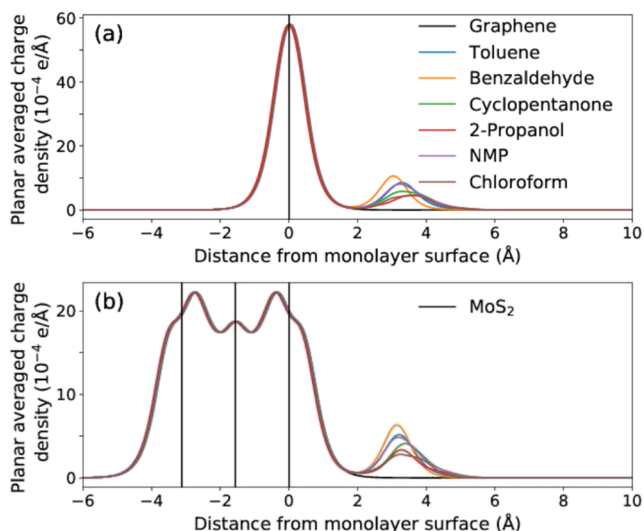 (a)
Graphene
Toluene
Benzaldehyde
Cyclopentanone
2-Propanol
NMP
Chloroform
Planar averaged charge
density (10⁻⁴ e/Å)
60
40
20
0
−6 −4 −2 0 2 4 6 8 10
Distance from monolayer surface (Å)
(b)
MoS₂
Planar averaged charge
density (10⁻⁴ e/Å)
20
10
0
−6 −4 −2 0 2 4 6 8 10
Distance from monolayer surface (Å)